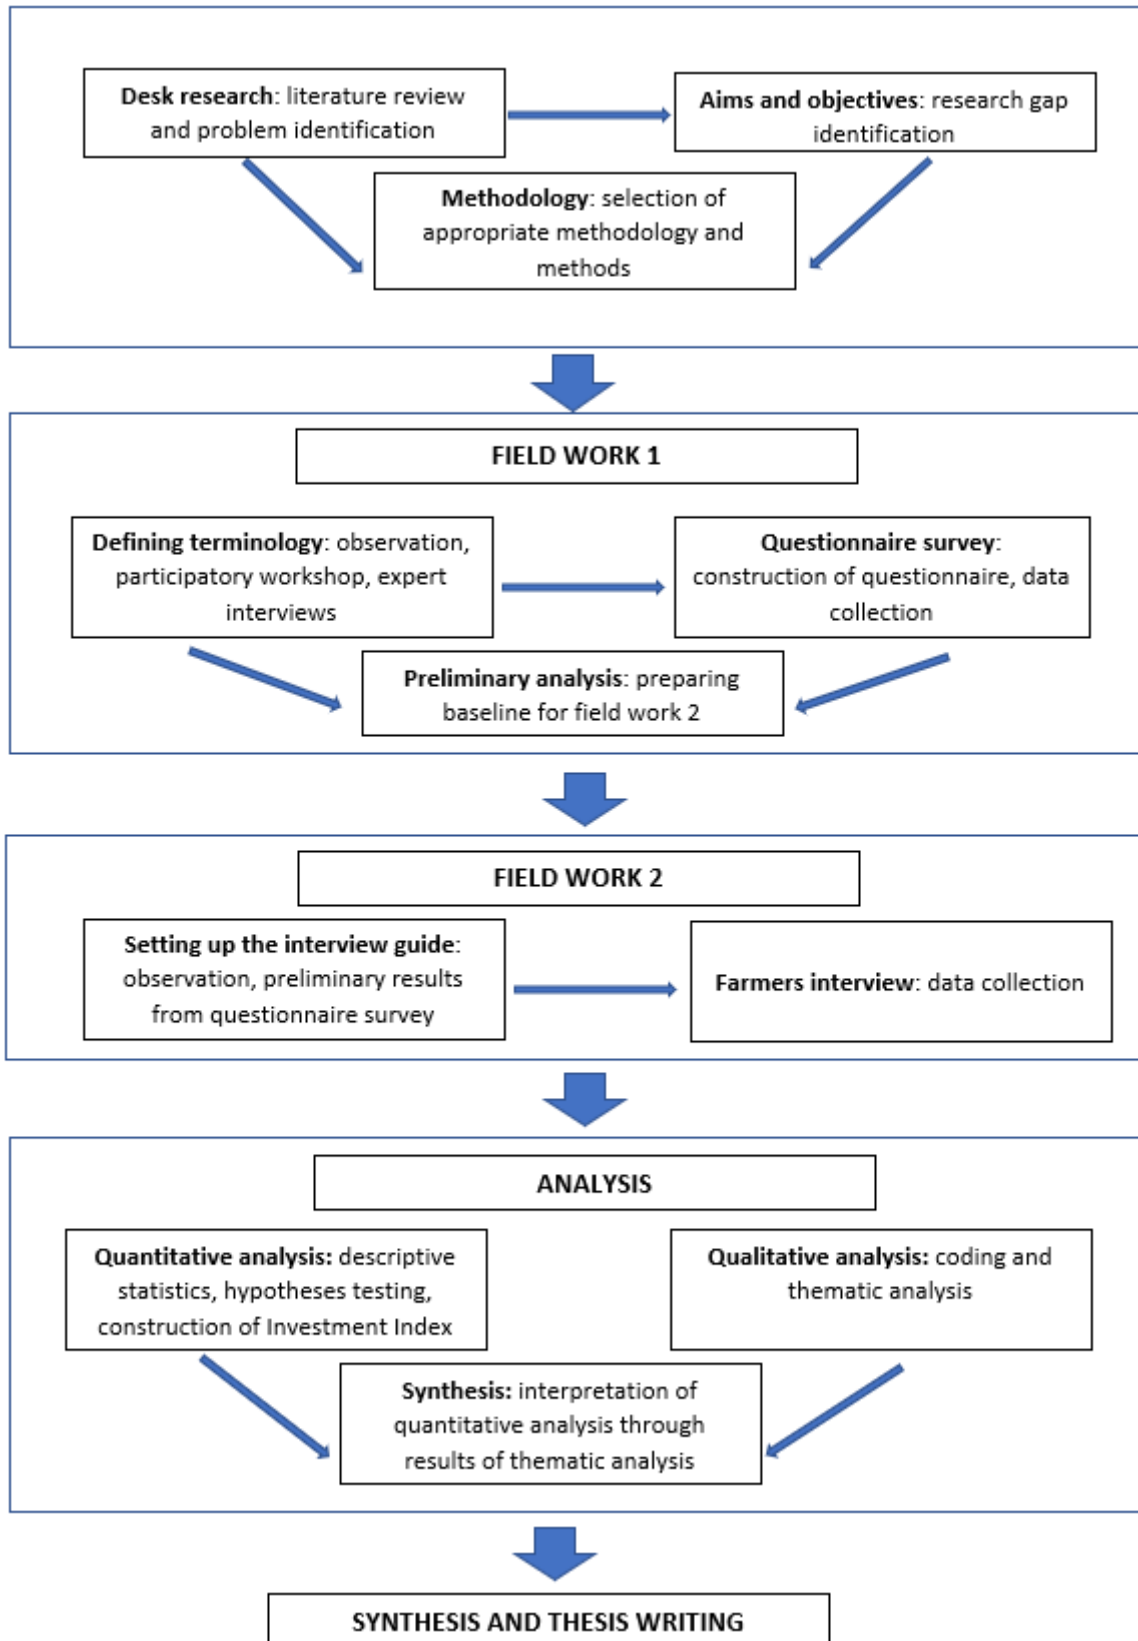 Desk research: literature review
and problem identification
Aims and objectives: research gap
identification
Methodology: selection of
appropriate methodology and
methods
FIELD WORK 1
Defining terminology: observation,
participatory workshop, expert
interviews
Questionnaire survey:
construction of questionnaire, data
collection
Preliminary analysis: preparing
baseline for field work 2
FIELD WORK 2
Setting up the interview guide:
observation, preliminary results
from questionnaire survey
Farmers interview: data collection
ANALYSIS
Quantitative analysis: descriptive
statistics, hypotheses testing,
construction of Investment Index
Qualitative analysis: coding and
thematic analysis
Synthesis: interpretation of
quantitative analysis through
results of thematic analysis
SYNTHESIS AND THESIS WRITING